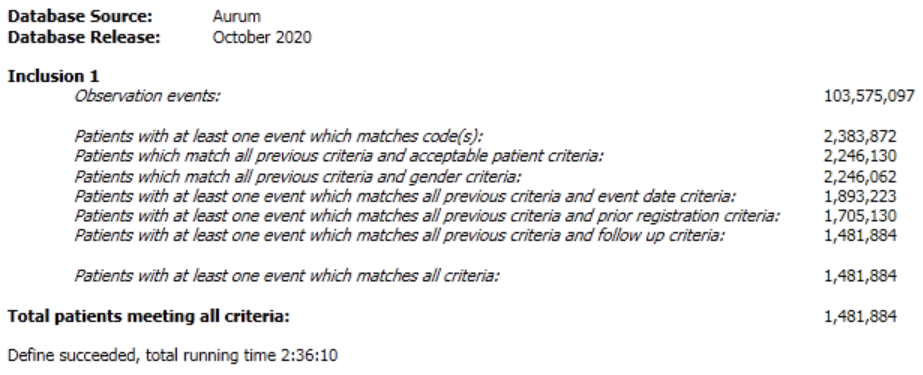 Database Source: Aurum
Database Release: October 2020
Inclusion 1
Observation events: 103,575,097
Patients with at least one event which matches code(s): 2,383,872
Patients which match all previous criteria and acceptable patient criteria: 2,246,130
Patients which match all previous criteria and gender criteria: 2,246,062
Patients with at least one event which matches all previous criteria and event date criteria: 1,893,223
Patients with at least one event which matches all previous criteria and prior registration criteria: 1,705,130
Patients with at least one event which matches all previous criteria and follow up criteria: 1,481,884
Patients with at least one event which matches all criteria: 1,481,884
Total patients meeting all criteria: 1,481,884
Define succeeded, total running time 2:36:10